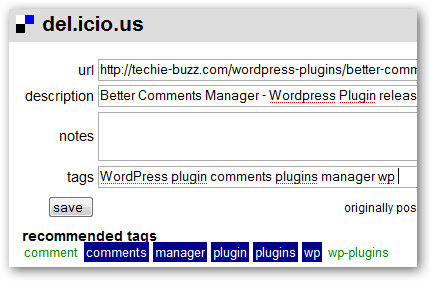 del.icio.us
url http://techie-buzz.com/wordpress-plugins/better-comm
description Better Comments Manager - Wordpress Plugin releas
notes
tags WordPress plugin comments plugins manager wp
save originally pos
recommended tags
comment comments manager plugin plugins wp wp-plugins